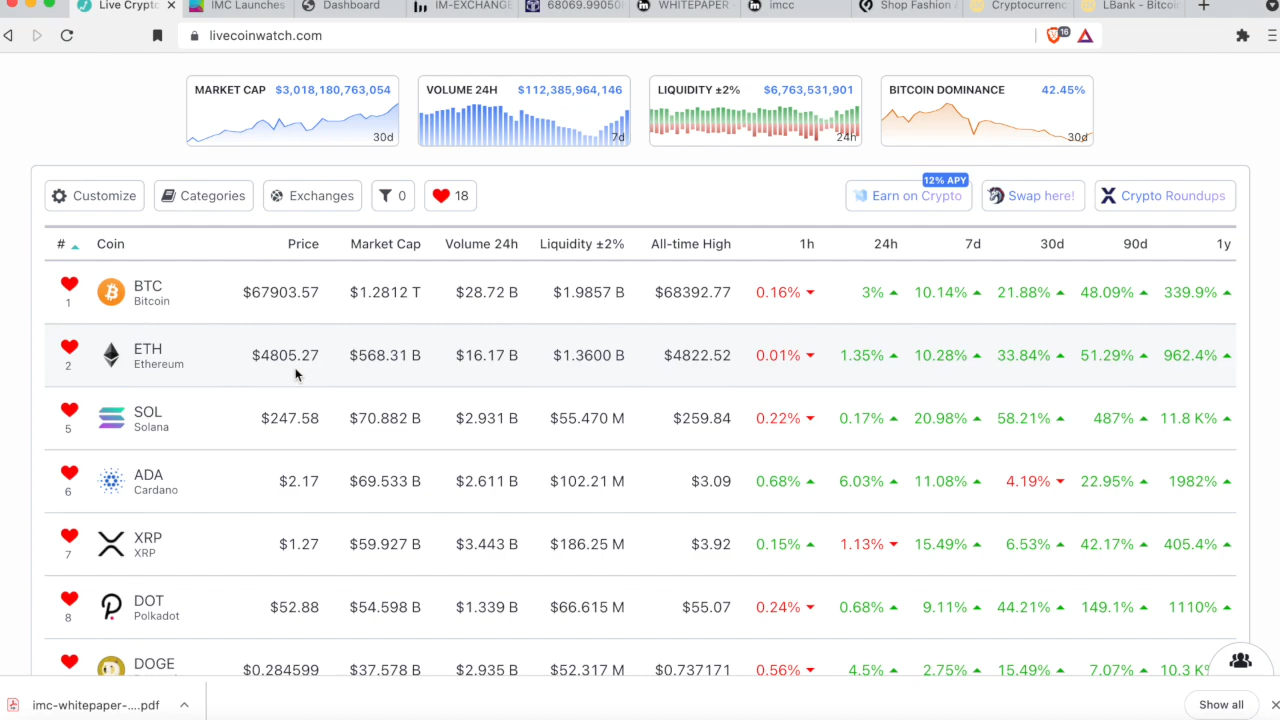 Live Crypto
IMC Launches
Dashboard
IM-EXCHANGE
68069.99050
WHITEPAPER -
imcc
Shop Fashion
Cryptocurrenc
LBank - Bitcoi
livecoinwatch.com
16
MARKET CAP $3,018,180,763,054
30d
VOLUME 24H $112,385,964,146
7d
LIQUIDITY ±2% $6,763,531,901
24h
BITCOIN DOMINANCE 42.45%
30d
Customize
Categories
Exchanges
0
18
12% APY
Earn on Crypto
Swap here!
Crypto Roundups
# Coin Price Market Cap Volume 24h Liquidity ±2% All-time High 1h 24h 7d 30d 90d 1y
1 BTC Bitcoin $67903.57 $1.2812 T $28.72 B $1.9857 B $68392.77 0.16% 3% 10.14% 21.88% 48.09% 339.9%
2 ETH Ethereum $4805.27 $568.31 B $16.17 B $1.3600 B $4822.52 0.01% 1.35% 10.28% 33.84% 51.29% 962.4%
5 SOL Solana $247.58 $70.882 B $2.931 B $55.470 M $259.84 0.22% 0.17% 20.98% 58.21% 487% 11.8 K%
6 ADA Cardano $2.17 $69.533 B $2.611 B $102.21 M $3.09 0.68% 6.03% 11.08% 4.19% 22.95% 1982%
7 XRP XRP $1.27 $59.927 B $3.443 B $186.25 M $3.92 0.15% 1.13% 15.49% 6.53% 42.17% 405.4%
8 DOT Polkadot $52.88 $54.598 B $1.339 B $66.615 M $55.07 0.24% 0.68% 9.11% 44.21% 149.1% 1110%
DOGE $0.284599 $37.578 B $2.935 B $52.317 M $0.737171 0.56% 4.5% 2.75% 15.49% 7.07% 10.3 K%
imc-whitepaper-....pdf
Show all